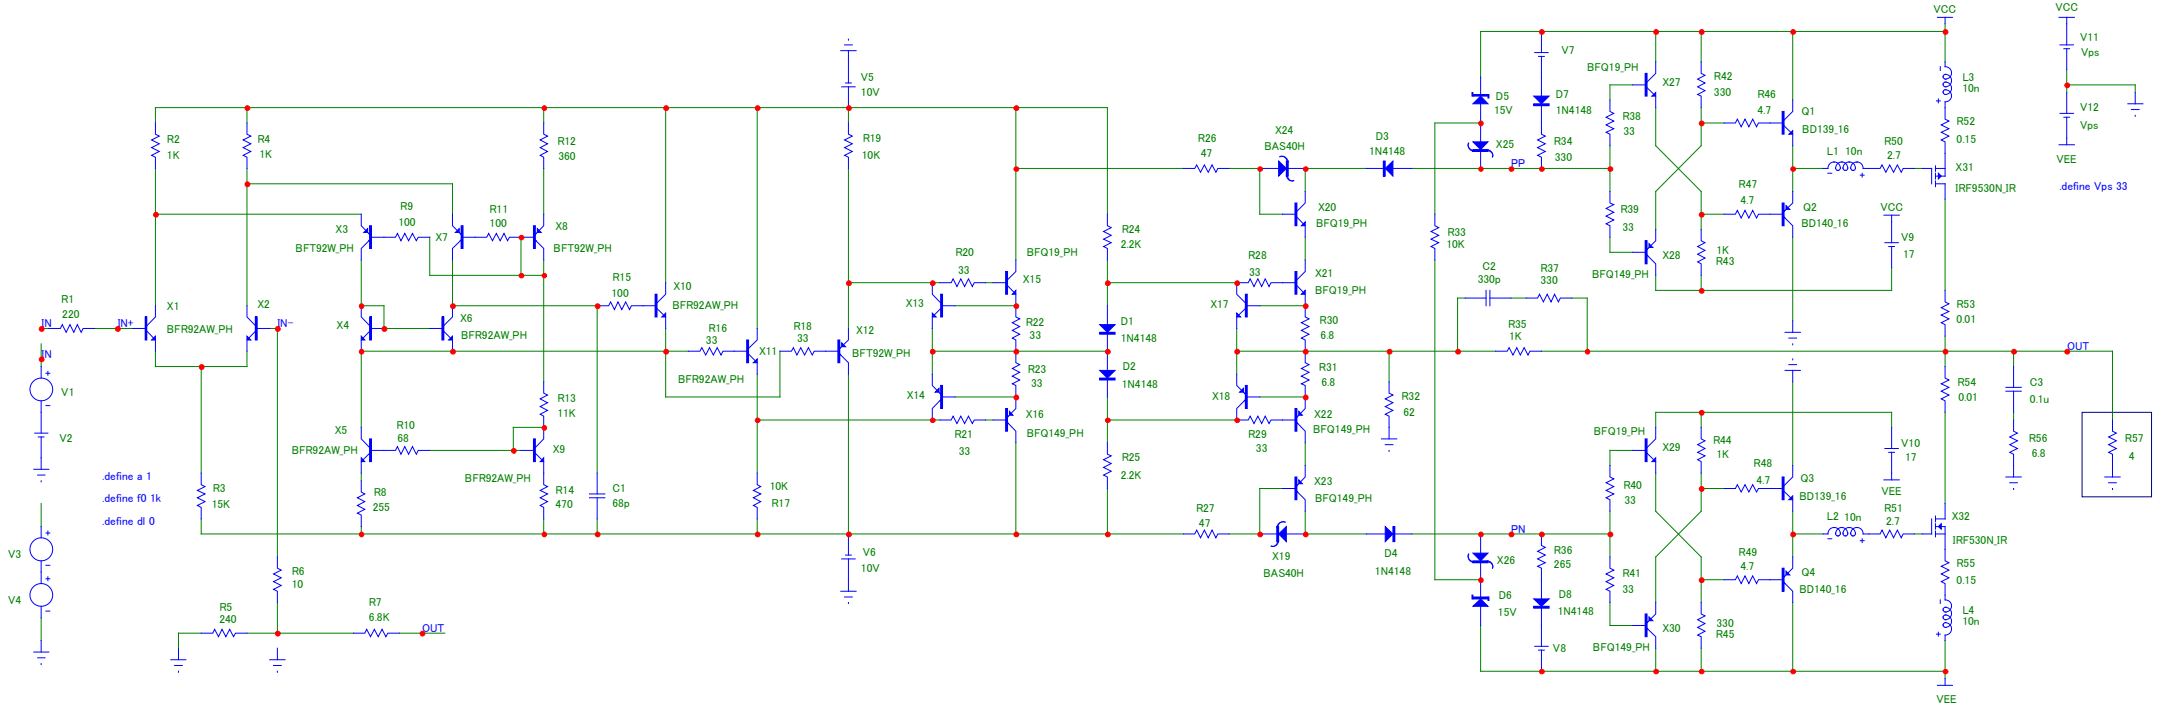 VCC
VCC
V7
V11
Vps
BFQ19_PH
X27
R42
330
L3
10n
V5
10V
D5
15V
D7
1N4148
R46
4.7
Q1
BD139_16
V12
Vps
R38
33
R52
0.15
X24
BAS40H
D3
1N4148
R26
47
R2
1K
R4
1K
R12
360
R19
10K
X25
R34
330
PP
L1 10n
R50
2.7
X31
IRF9530N_IR
VEE
.define Vps 33
R47
4.7
Q2
BD140_16
VCC
R9
100
R11
100
X3
BFT92W_PH
X7
X8
BFT92W_PH
X20
BFQ19_PH
R39
33
R33
10K
R24
2.2K
V9
17
1K
R43
X28
BFQ149_PH
BFQ19_PH
R20
33
X15
R28
33
X21
BFQ19_PH
C2
330p
R37
330
R15
100
X10
BFR92AW_PH
X13
X17
R1
220
IN
IN+
X1
BFR92AW_PH
X2
IN-
X4
X6
BFR92AW_PH
R16
33
R18
33
X12
BFT92W_PH
R22
33
D1
1N4148
R30
6.8
R35
1K
R53
0.01
IN
X11
BFR92AW_PH
OUT
V1
R23
33
D2
1N4148
R31
6.8
R32
62
R54
0.01
C3
0.1u
R13
11K
X14
X16
BFQ149_PH
X18
X22
BFQ149_PH
V2
X5
BFR92AW_PH
R10
68
X9
BFR92AW_PH
R21
33
R29
33
BFQ19_PH
X29
R44
1K
V10
17
R56
6.8
R57
4
R25
2.2K
R48
4.7
Q3
BD139_16
VEE
.define a 1
.define f0 1k
.define dl 0
R3
15K
R8
255
R14
470
C1
68p
10K
R17
X23
BFQ149_PH
R40
33
R27
47
PN
L2 10n
R51
2.7
X32
IRF530N_IR
V3
V4
V6
10V
X19
BAS40H
D4
1N4148
X26
R36
265
R49
4.7
Q4
BD140_16
R55
0.15
R6
10
R41
33
D6
15V
D8
1N4148
R5
240
R7
6.8K
OUT
330
R45
L4
10n
X30
BFQ149_PH
V8
VEE